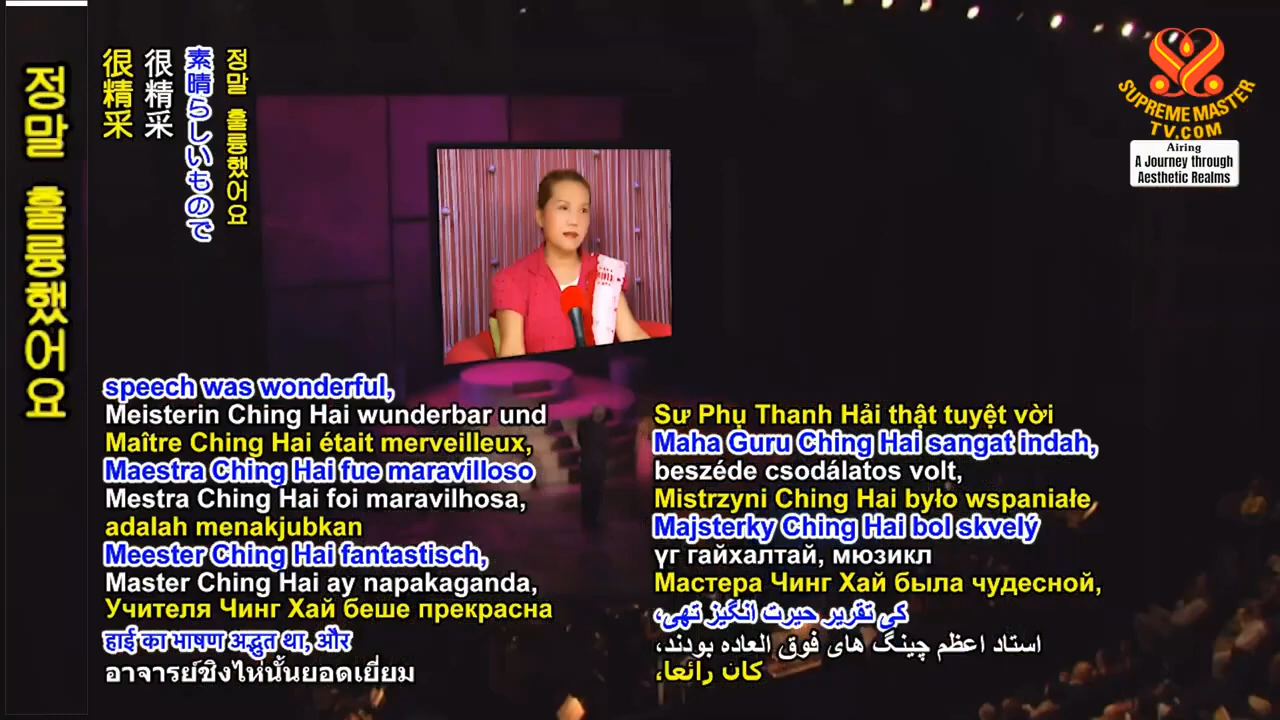 정말 훌륭했어요
很精采
很精采
素晴らしいもので
정말 훌륭했어요
SUPREME MASTER
TV.COM
Airing
A Journey through
Aesthetic Realms
speech was wonderful,
Meisterin Ching Hai wunderbar und
Maître Ching Hai était merveilleux,
Maestra Ching Hai fue maravilloso
Mestra Ching Hai foi maravilhosa,
adalah menakjubkan
Meester Ching Hai fantastisch,
Master Ching Hai ay napakaganda,
Учителя Чинг Хай беше прекрасна
हाई का भाषण अद्भुत था, और
อาจารย์ชิงไห่นั้นยอดเยี่ยม
Sư Phụ Thanh Hải thật tuyệt vời
Maha Guru Ching Hai sangat indah,
beszéde csodálatos volt,
Mistrzyni Ching Hai było wspaniałe
Majsterky Ching Hai bol skvelý
үг гайхалтай, мюзикл
Мастера Чинг Хай была чудесной,
کی تقریر حیرت انگیز تھی،
استاد اعظم چینگ های فوق العاده بودند،
كان رائعا،